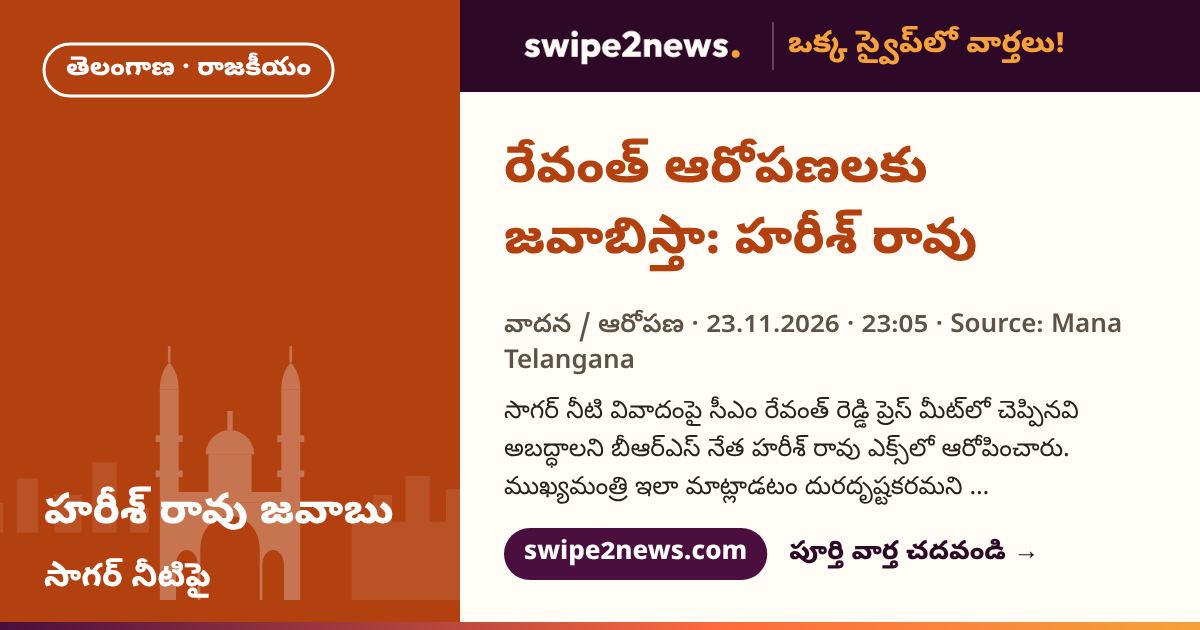 తెలంగాణ · రాజకీయం
హరీశ్ రావు జవాబు
సాగర్ నీటిపై
swipe2news.
ఒక్క స్వైప్‌లో వార్తలు!
రేవంత్ ఆరోపణలకు
జవాబిస్తా: హరీశ్ రావు
వాదన / ఆరోపణ · 23.11.2026 · 23:05 · Source: Mana
Telangana
సాగర్ నీటి వివాదంపై సీఎం రేవంత్ రెడ్డి ప్రెస్ మీట్‌లో చెప్పినవి
అబద్ధాలని బీఆర్ఎస్ నేత హరీశ్ రావు ఎక్స్‌లో ఆరోపించారు.
ముఖ్యమంత్రి ఇలా మాట్లాడటం దురదృష్టకరమని ...
swipe2news.com
పూర్తి వార్త చదవండి →